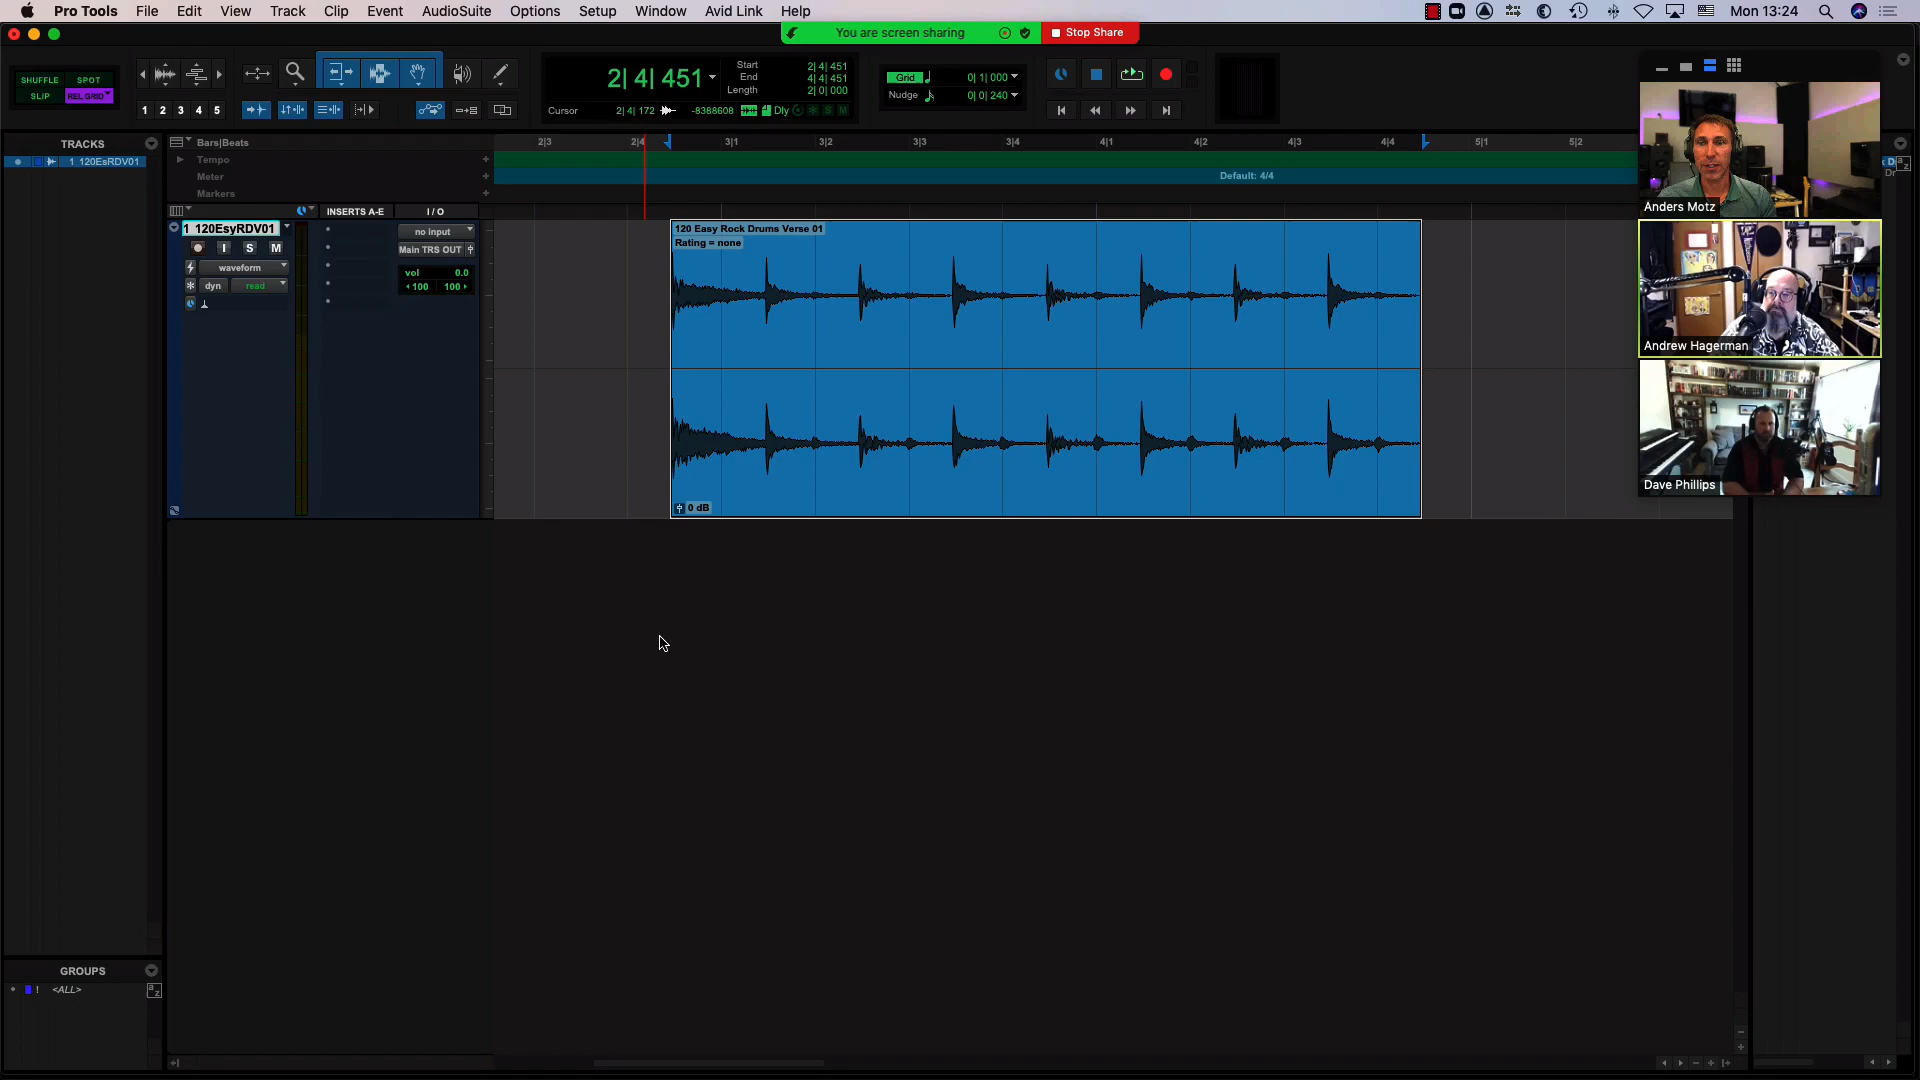 Pro Tools File Edit View Track Clip Event AudioSuite Options Setup Window Avid Link Help Mon 13:24
You are screen sharing Stop Share
SHUFFLE SPOT
SLIP REL GRID
1 2 3 4 5
2| 4| 451
Start 2| 4| 451
End 4| 4| 451
Length 2| 0| 000
Cursor 2| 4| 172 -8388608 Dly S M
Grid 0| 1| 000
Nudge 0| 0| 240
TRACKS
1 120EsRDV01
Bars|Beats
Tempo
Meter
Markers
2|3 2|4 3|1 3|2 3|3 3|4 4|1 4|2 4|3 4|4 5|1 5|2
Default: 4/4
INSERTS A-E I / O
1 120EsyRDV01
I S M
waveform
dyn read
no input
Main TRS OUT
vol 0.0
100 100
120 Easy Rock Drums Verse 01
Rating = none
0 dB
Anders Motz
Andrew Hagerman
Dave Phillips
GROUPS
! <ALL>
a z